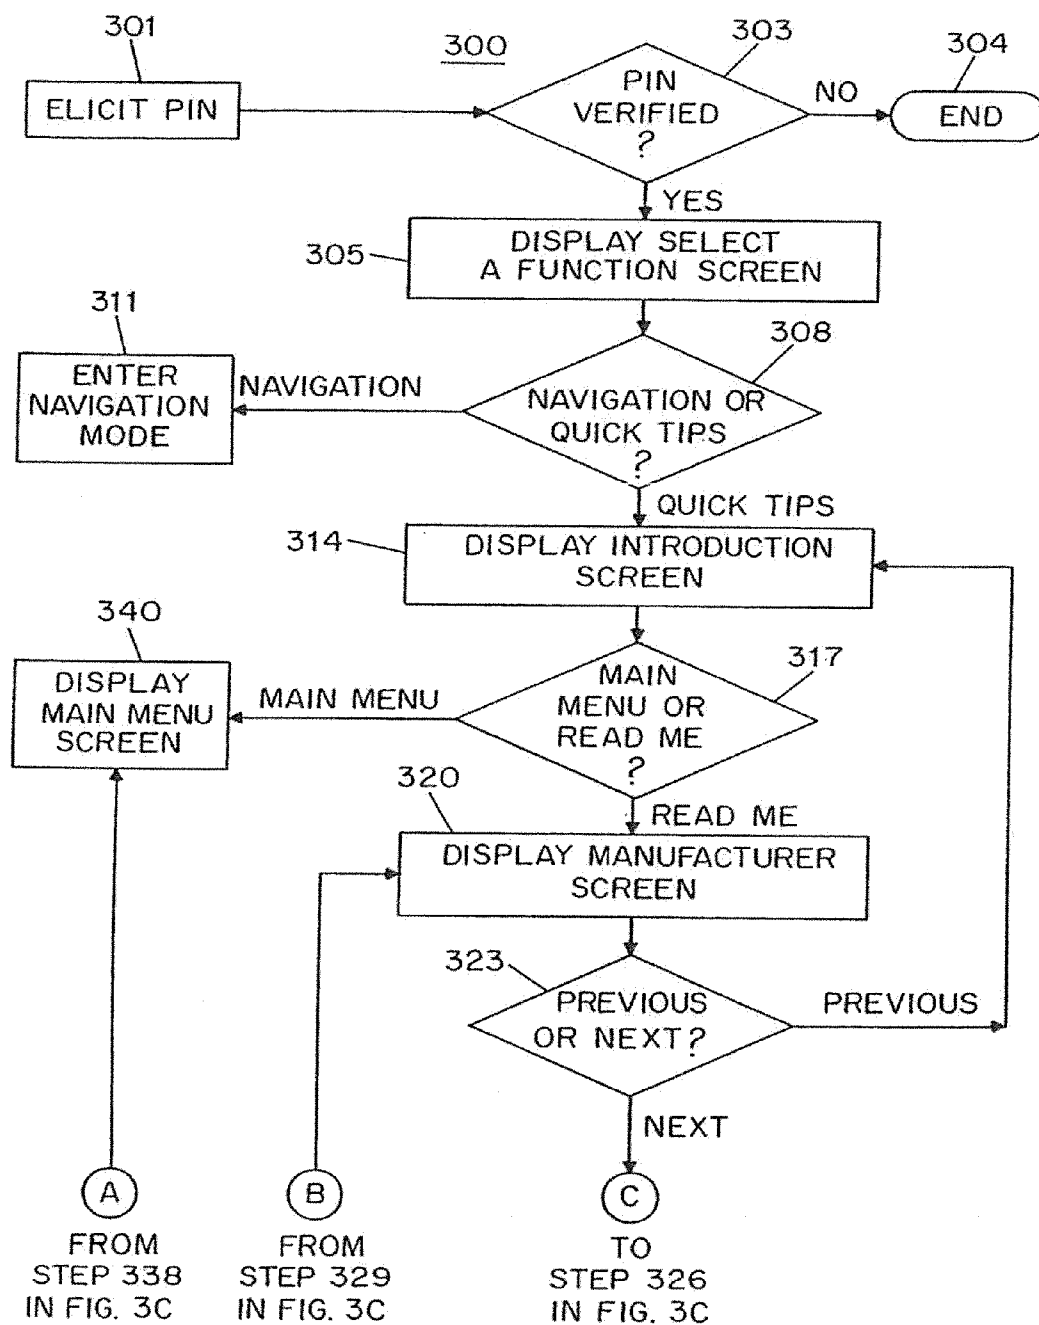 301
300
303
304
ELICIT PIN
PIN
VERIFIED
?
NO
END
YES
305
DISPLAY SELECT
A FUNCTION SCREEN
311
308
ENTER
NAVIGATION
MODE
NAVIGATION
NAVIGATION OR
QUICK TIPS
?
QUICK TIPS
314
DISPLAY INTRODUCTION
SCREEN
340
317
DISPLAY
MAIN MENU
SCREEN
MAIN MENU
MAIN
MENU OR
READ ME
?
320
READ ME
DISPLAY MANUFACTURER
SCREEN
323
PREVIOUS
OR NEXT?
PREVIOUS
NEXT
A
B
C
FROM
STEP 338
IN FIG. 3C
FROM
STEP 329
IN FIG. 3C
TO
STEP 326
IN FIG. 3C